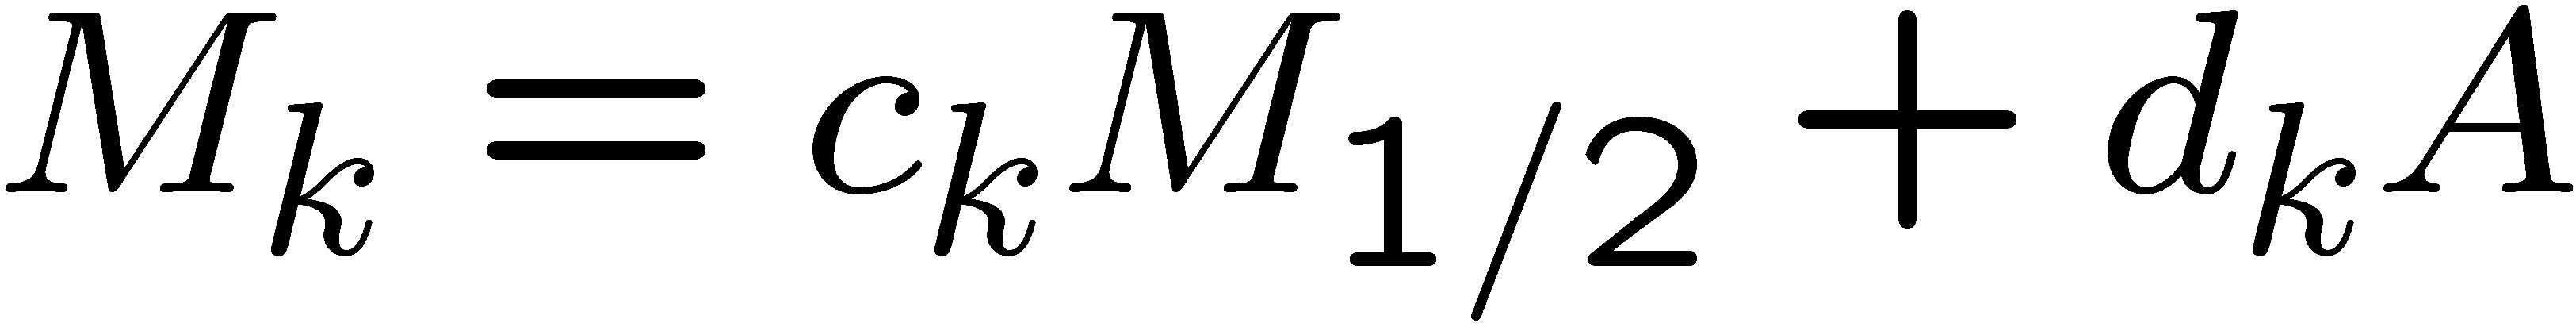 M_k = c_k M_{1/2} + d_k A